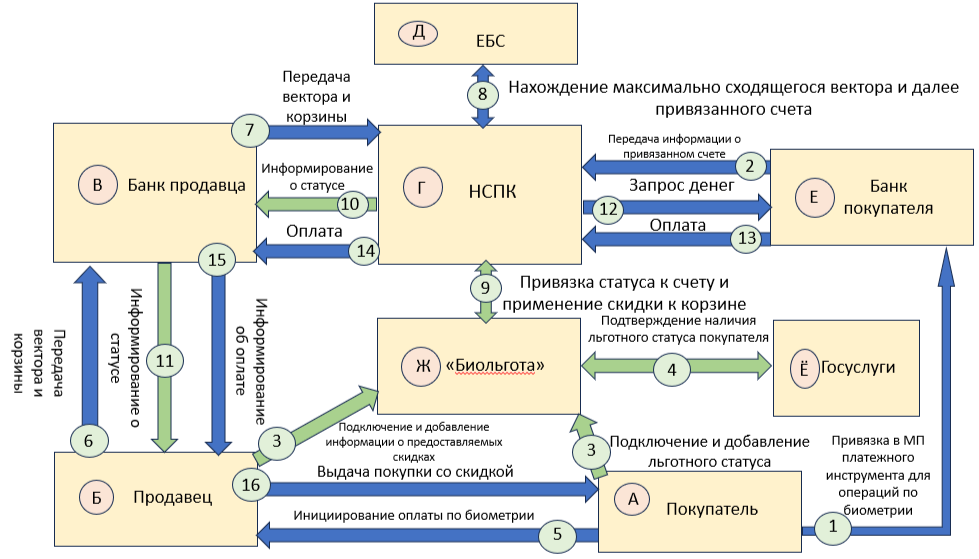 Д
ЕБС
8
Нахождение максимально сходящегося вектора и далее
привязанного счета
Передача
вектора и
корзины
7
В
Банк продавца
Информирование
о статусе
10
Оплата
14
Г
НСПК
Передача информации о
привязанном счете
2
Запрос денег
12
Оплата
13
Е
Банк
покупателя
15
9
Привязка статуса к счету и
применение скидки к корзине
Подтверждение наличия
льготного статуса покупателя
4
Ж
«Биольгота»
Ё
Госуслуги
Передача
вектора и
корзины
6
Информирование о
статусе
11
Информирование
об оплате
3
Подключение и добавление
информации о предоставляемых
скидках
3
Подключение и добавление
льготного статуса
Привязка в МП
платежного
инструмента для
операций по
биометрии
1
Б
Продавец
16
Выдача покупки со скидкой
Инициирование оплаты по биометрии
5
А
Покупатель